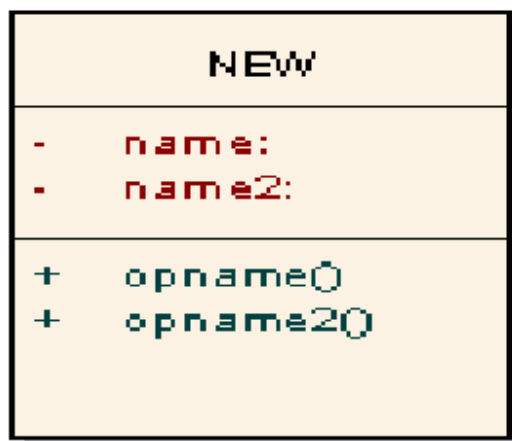 NEW
- name:
- name2:
+ opname()
+ opname2()